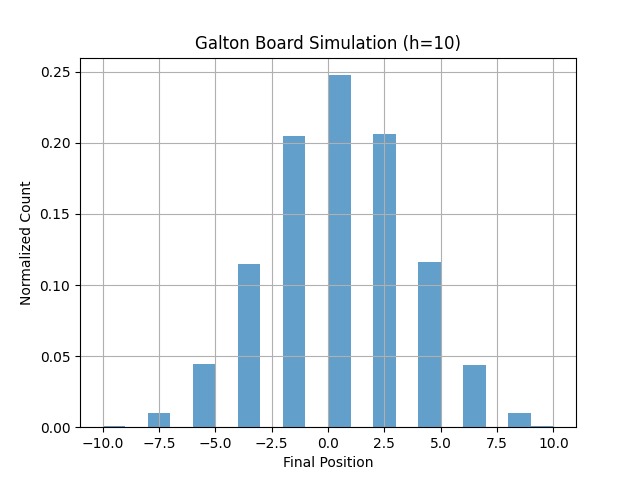 Galton Board Simulation (h=10)
Normalized Count
0.25
0.20
0.15
0.10
0.05
0.00
−10.0 −7.5 −5.0 −2.5 0.0 2.5 5.0 7.5 10.0
Final Position